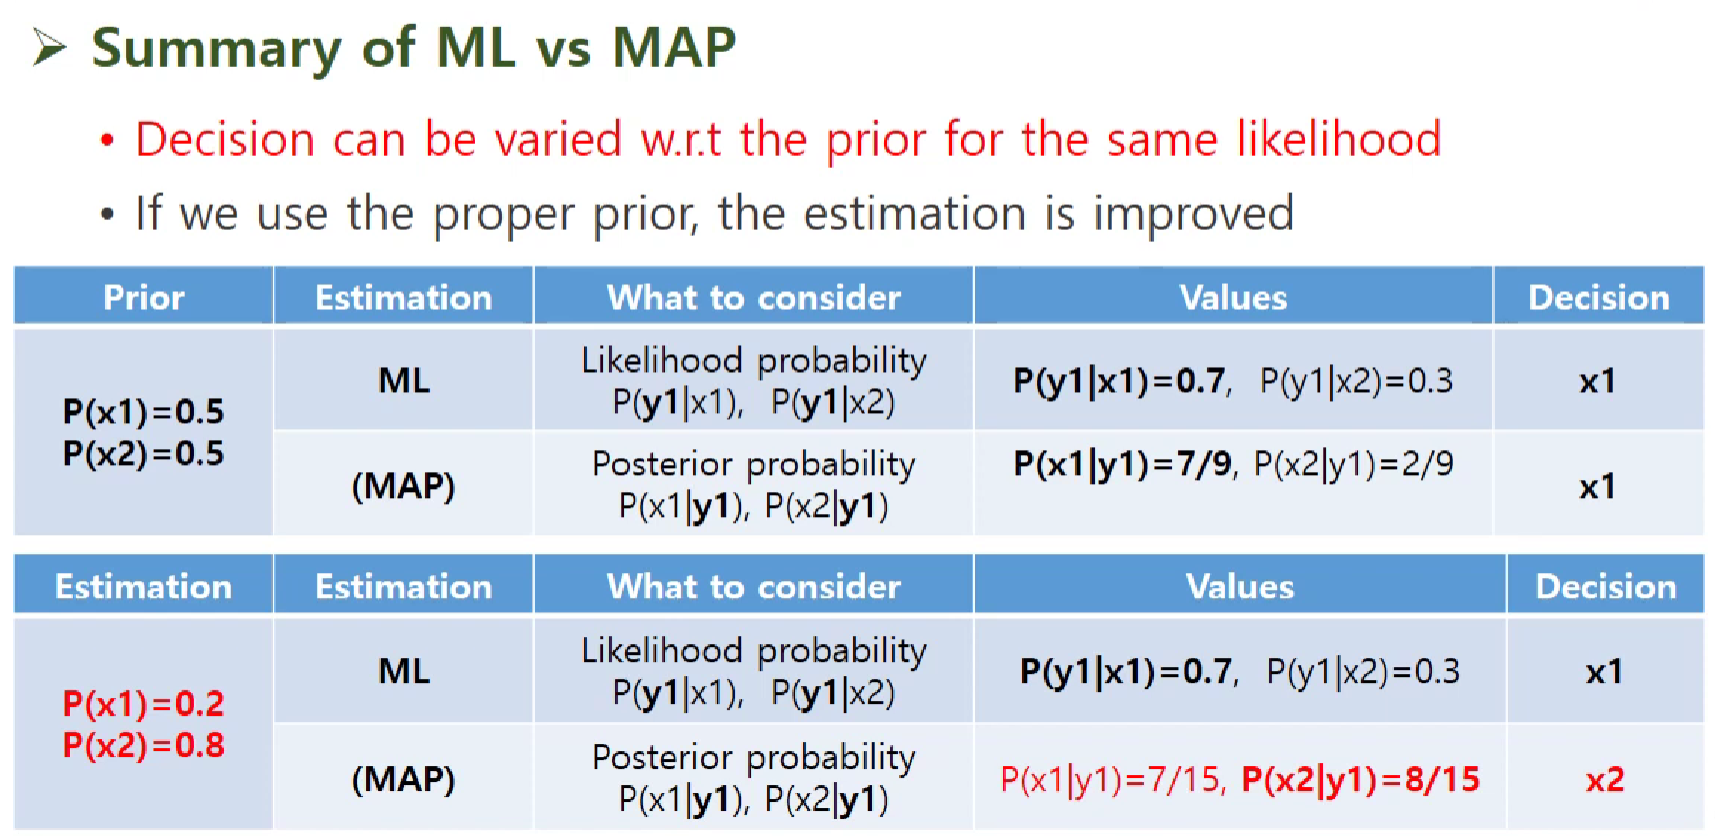 ➢ Summary of ML vs MAP
• Decision can be varied w.r.t the prior for the same likelihood
• If we use the proper prior, the estimation is improved
Prior Estimation What to consider Values Decision
P(x1)=0.5
P(x2)=0.5
ML
Likelihood probability
P(y1|x1), P(y1|x2)
P(y1|x1)=0.7, P(y1|x2)=0.3
x1
(MAP)
Posterior probability
P(x1|y1), P(x2|y1)
P(x1|y1)=7/9, P(x2|y1)=2/9
x1
Estimation Estimation What to consider Values Decision
P(x1)=0.2
P(x2)=0.8
ML
Likelihood probability
P(y1|x1), P(y1|x2)
P(y1|x1)=0.7, P(y1|x2)=0.3
x1
(MAP)
Posterior probability
P(x1|y1), P(x2|y1)
P(x1|y1)=7/15, P(x2|y1)=8/15
x2